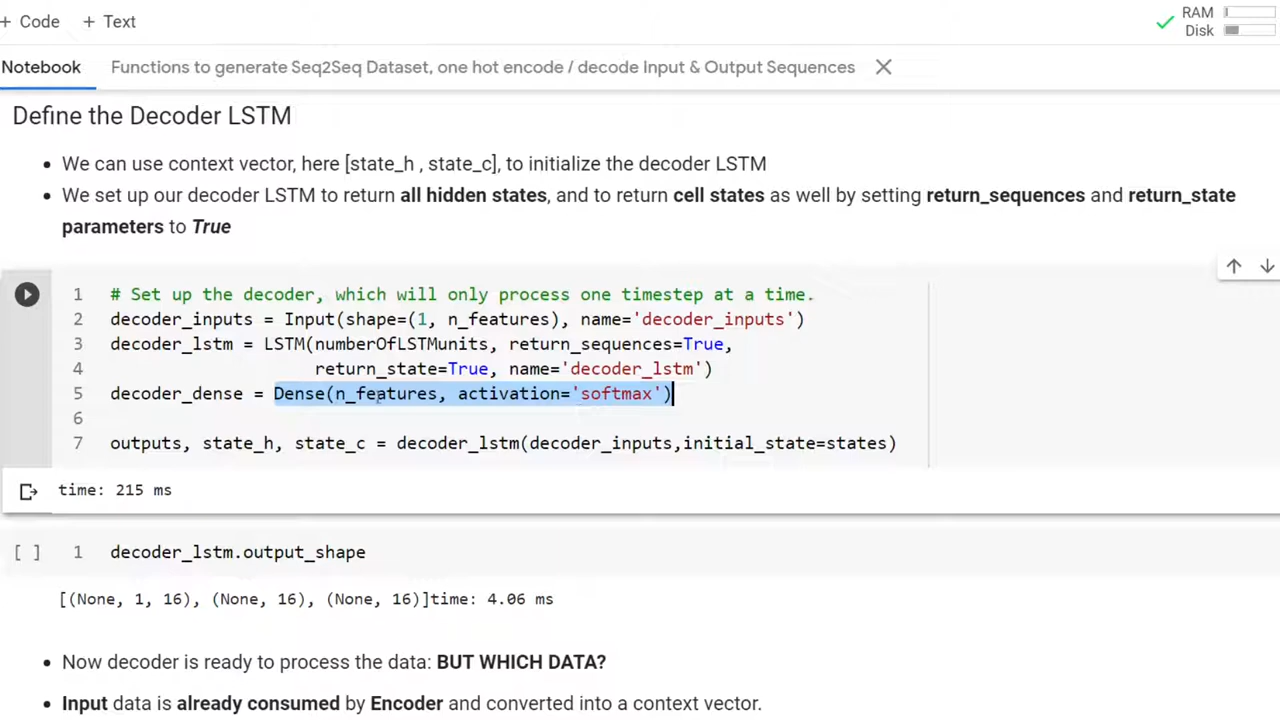 + Code + Text
RAM
Disk
Notebook Functions to generate Seq2Seq Dataset, one hot encode / decode Input & Output Sequences
Define the Decoder LSTM
• We can use context vector, here [state_h , state_c], to initialize the decoder LSTM
• We set up our decoder LSTM to return all hidden states, and to return cell states as well by setting return_sequences and return_state
parameters to True
1 # Set up the decoder, which will only process one timestep at a time.
2 decoder_inputs = Input(shape=(1, n_features), name='decoder_inputs')
3 decoder_lstm = LSTM(numberOfLSTMunits, return_sequences=True,
4 return_state=True, name='decoder_lstm')
5 decoder_dense = Dense(n_features, activation='softmax')
6
7 outputs, state_h, state_c = decoder_lstm(decoder_inputs,initial_state=states)
time: 215 ms
[ ] 1 decoder_lstm.output_shape
[(None, 1, 16), (None, 16), (None, 16)]time: 4.06 ms
• Now decoder is ready to process the data: BUT WHICH DATA?
• Input data is already consumed by Encoder and converted into a context vector.